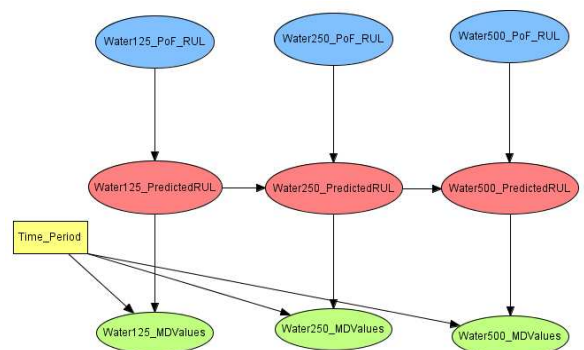 Water125_PoF_RUL
Water250_PoF_RUL
Water500_PoF_RUL
Water125_PredictedRUL
Water250_PredictedRUL
Water500_PredictedRUL
Time_Period
Water125_MDValues
Water250_MDValues
Water500_MDValues